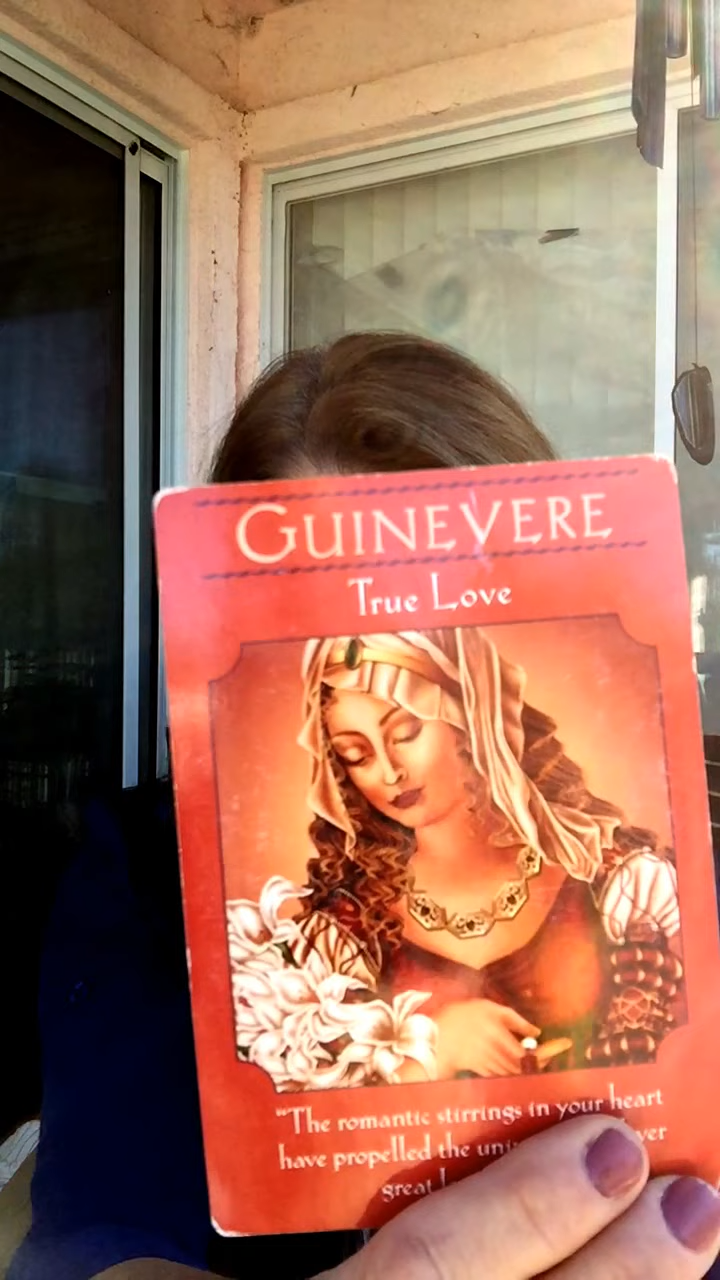 GUINEVERE
True Love
"The romantic stirrings in your heart
have propelled the
great